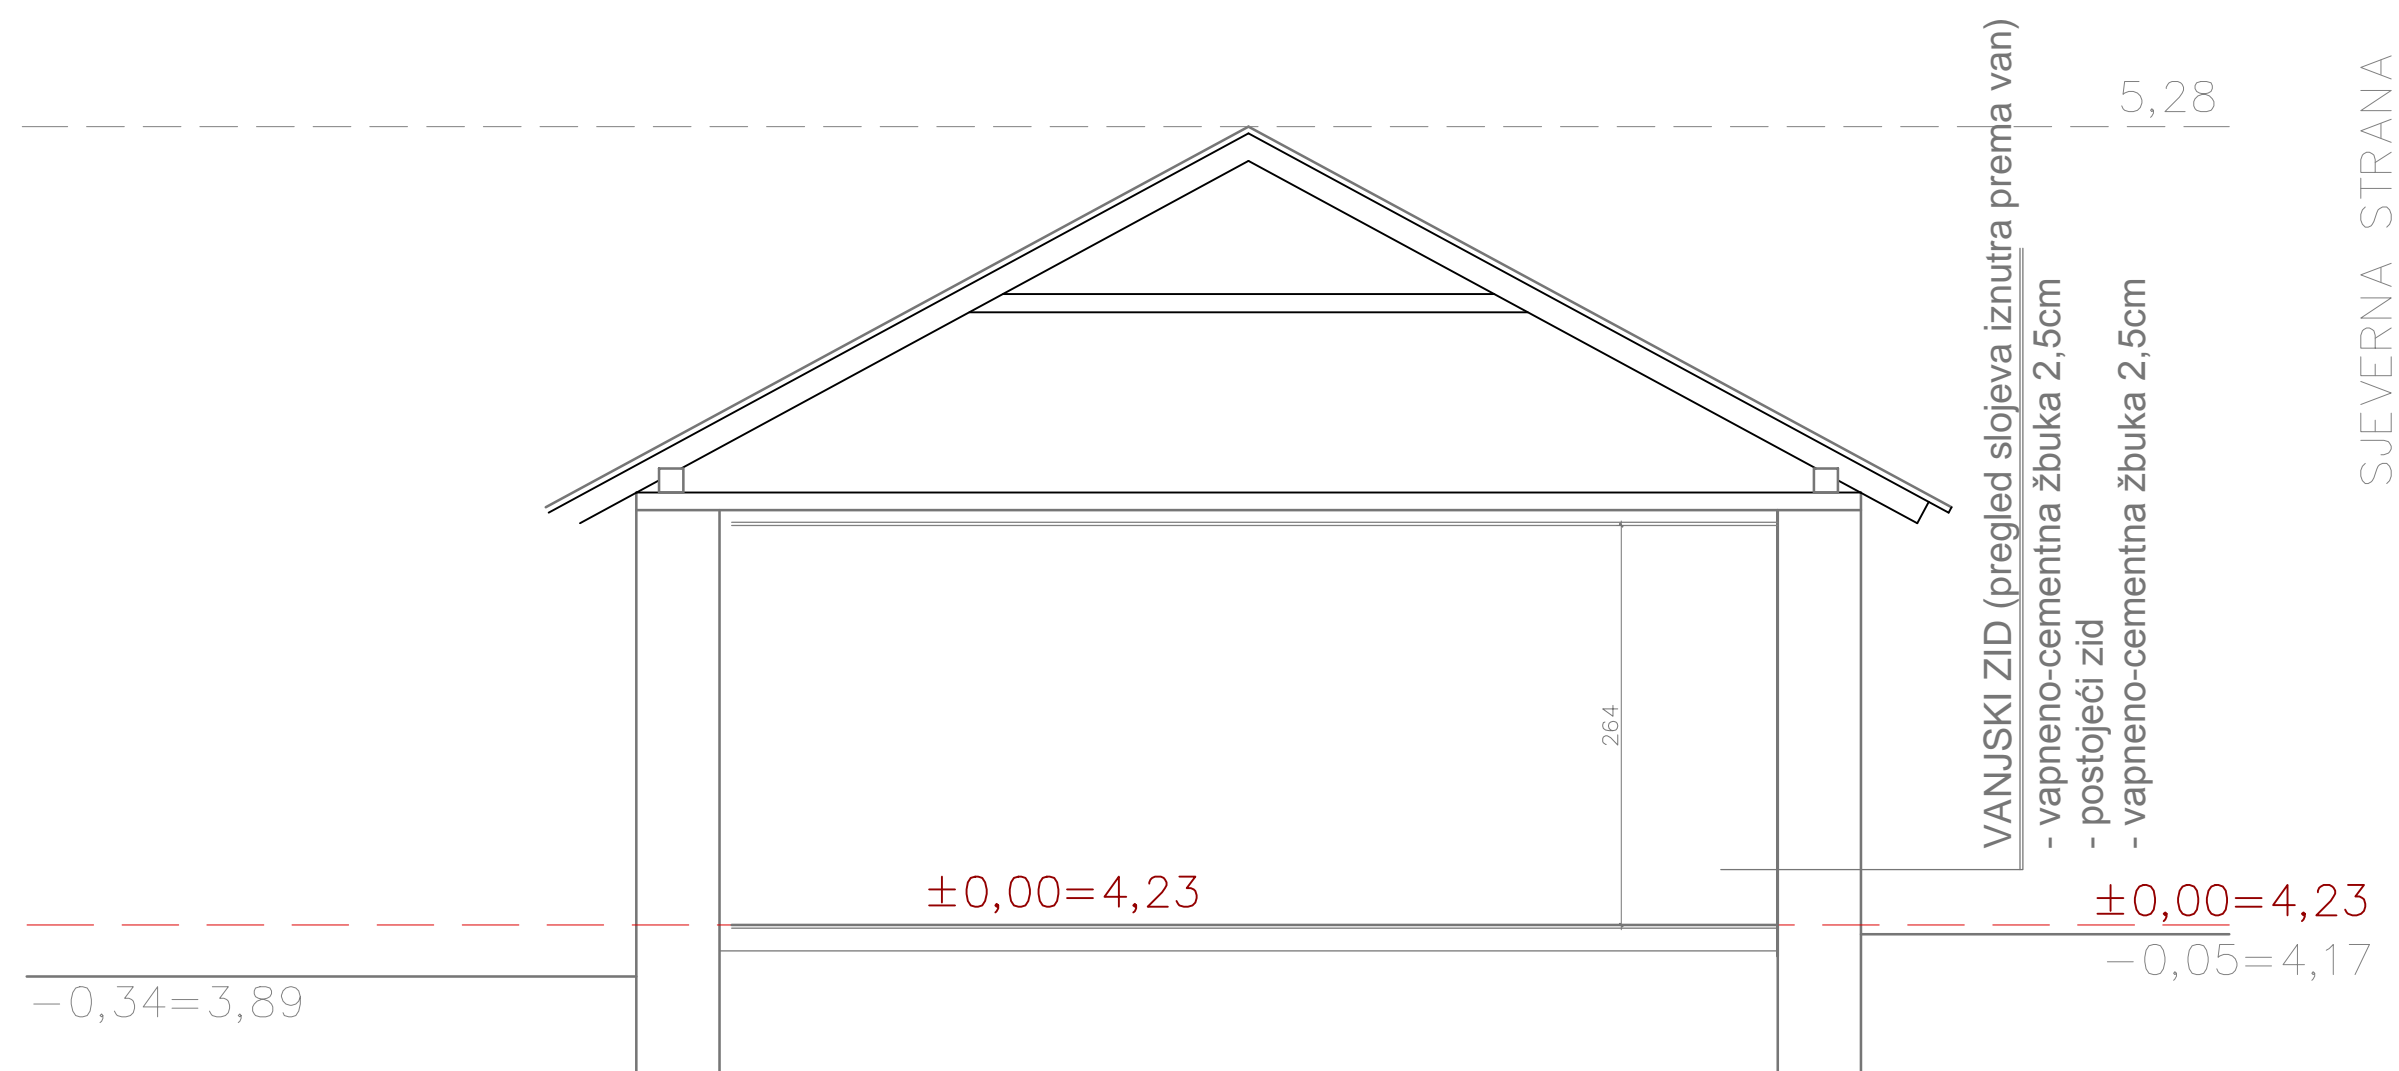 5,28
SJEVERNA STRANA
VANJSKI ZID (pregled slojeva iznutra prema van)
- vapneno-cementna žbuka 2,5cm
- postojeći zid
- vapneno-cementna žbuka 2,5cm
264
±0,00=4,23
±0,00=4,23
-0,05=4,17
-0,34=3,89